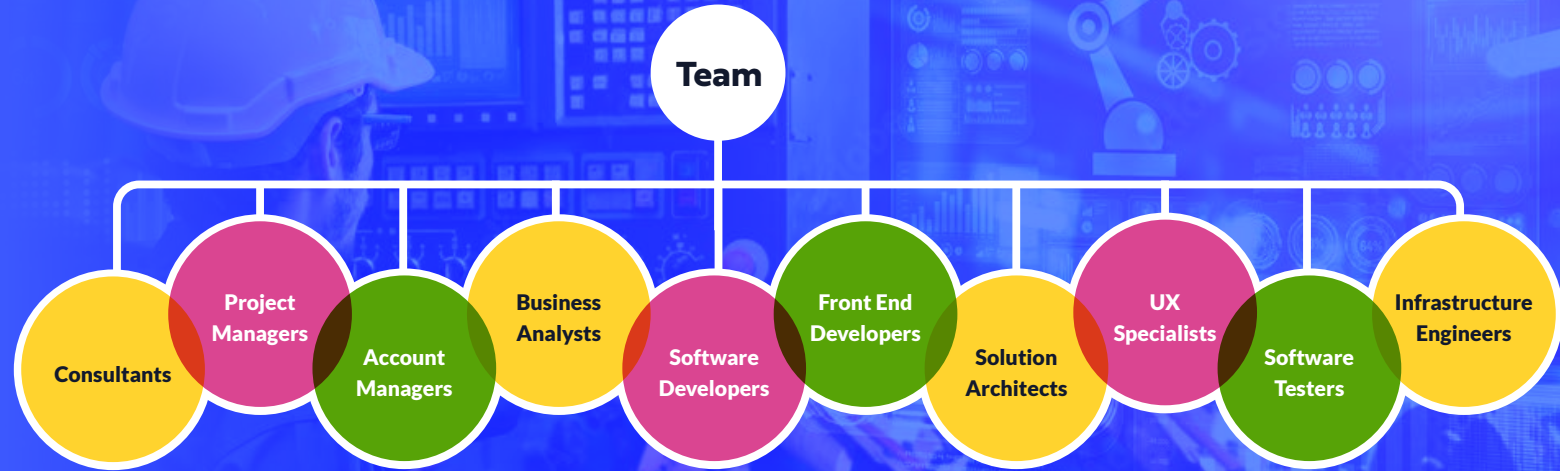 Team
Consultants
Project
Managers
Account
Managers
Business
Analysts
Software
Developers
Front End
Developers
Solution
Architects
UX
Specialists
Software
Testers
Infrastructure
Engineers